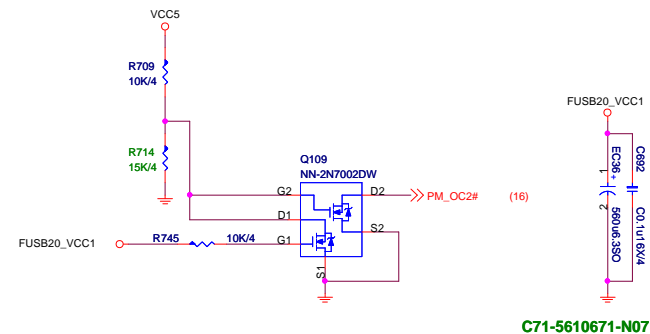 VCC5
R709
10K/4
R714
15K/4
Q109
NN-2N7002DW
G2
D2
PM_OC2#
(16)
D1
S2
FUSB20_VCC1
R745
10K/4
G1
S1
FUSB20_VCC1
1
EC36
+
2
560u6.3SO
C692
C0.1u16X/4
C71-5610671-N07